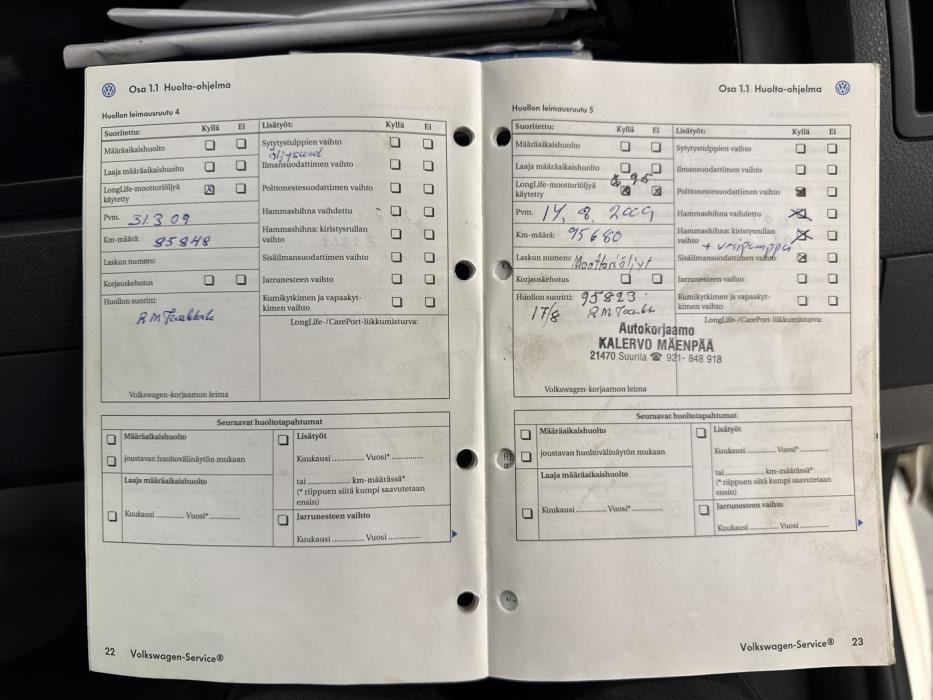 Osa 1.1 Huolto-ohjelma
Huollon leimausruutu 4
Suoritettu: Kyllä Ei
Määräaikaishuolto
Laaja määräaikaishuolto
LongLife-moottoriöljyä
käytetty
Pvm. 31.3 09
Km-määrä: 85848
Laskun numero:
Korjauskehotus
Huollon suoritti:
Volkswagen-korjaamon leima
Lisätyöt: Kyllä Ei
Sytytystulppien vaihto
Ilmansuodattimen vaihto
Polttonestesuodattimen vaihto
Hammashihna vaihdettu
Hammashihna: kiristysrullan
vaihto
Sisäilmansuodattimen vaihto
Jarrunesteen vaihto
Kumikytkimen ja vapaakyt-
kimen vaihto
LongLife-/CarePort-liikkumisturva:
Seuraavat huoltotapahtumat
Määräaikaishuolto
joustavan huoltovälinäytön mukaan
Laaja määräaikaishuolto
Kuukausi ............. Vuosi* .............
Lisätyöt
Kuukausi ............. Vuosi* .............
tai ............. km-määrässä*
(* riippuen siitä kumpi saavutetaan
ensin)
Jarrunesteen vaihto
Kuukausi ............. Vuosi .............
22 Volkswagen-Service®
Osa 1.1 Huolto-ohjelma
Huollon leimausruutu 5
Suoritettu: Kyllä Ei
Määräaikaishuolto
Laaja määräaikaishuolto
LongLife-moottoriöljyä
käytetty
Pvm. 14, 8. 2009
Km-määrä: 95680
Laskun numero: Moottoriöljyt
Korjauskehotus
Huollon suoritti: 95823
17/8
Autokorjaamo
KALERVO MÄENPÄÄ
21470 Suurila ☎ 921- 848 918
Volkswagen-korjaamon leima
Lisätyöt: Kyllä Ei
Sytytystulppien vaihto
Ilmansuodattimen vaihto
Polttonestesuodattimen vaihto
Hammashihna vaihdettu
Hammashihna: kiristysrullan
vaihto + vesipumppu
Sisäilmansuodattimen vaihto
Jarrunesteen vaihto
Kumikytkimen ja vapaakyt-
kimen vaihto
LongLife-/CarePort-liikkumisturva:
Seuraavat huoltotapahtumat
Määräaikaishuolto
joustavan huoltovälinäytön mukaan
Laaja määräaikaishuolto
Kuukausi ............. Vuosi* .............
Lisätyöt
Kuukausi ............. Vuosi* .............
tai ............. km-määrässä*
(* riippuen siitä kumpi saavutetaan
ensin)
Jarrunesteen vaihto
Kuukausi ............. Vuosi .............
Volkswagen-Service® 23